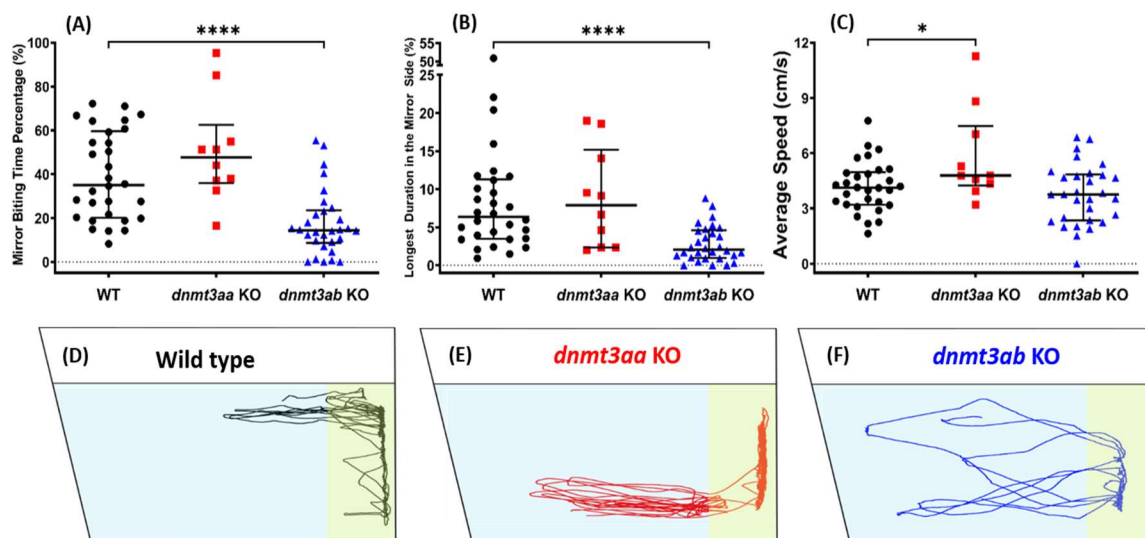 (A)
****
Mirror Biting Time Percentage (%)
100
80
60
40
20
0
WT
dnmt3aa KO
dnmt3ab KO
(B)
****
Longest Duration in the Mirror Side (%)
55
50
25
20
15
10
5
0
WT
dnmt3aa KO
dnmt3ab KO
(C)
*
Average Speed (cm/s)
12
9
6
3
0
WT
dnmt3aa KO
dnmt3ab KO
(D)
Wild type
(E)
dnmt3aa KO
(F)
dnmt3ab KO